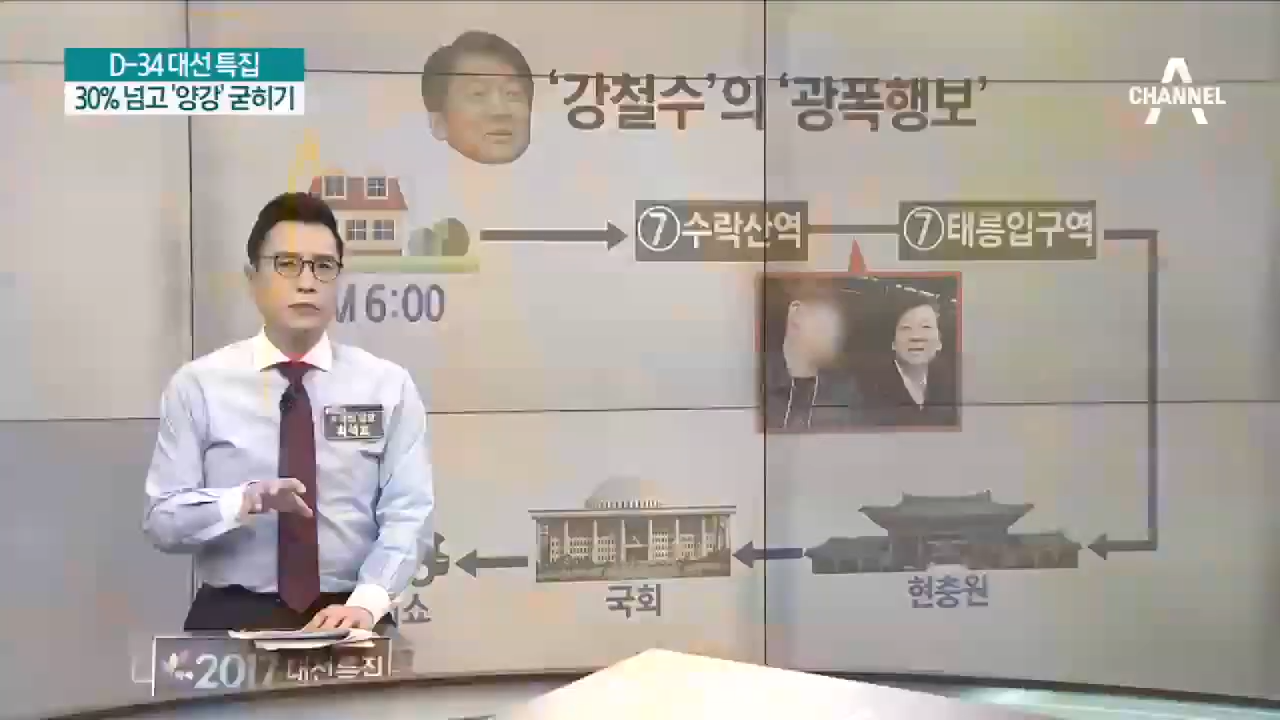 D-34 대선 특집
30% 넘고 '양강' 굳히기
CHANNEL
'강철수'의 '광폭행보'
⑦수락산역
⑦태릉입구역
M 6:00
현충원
국회
쇼
2017 대선특집